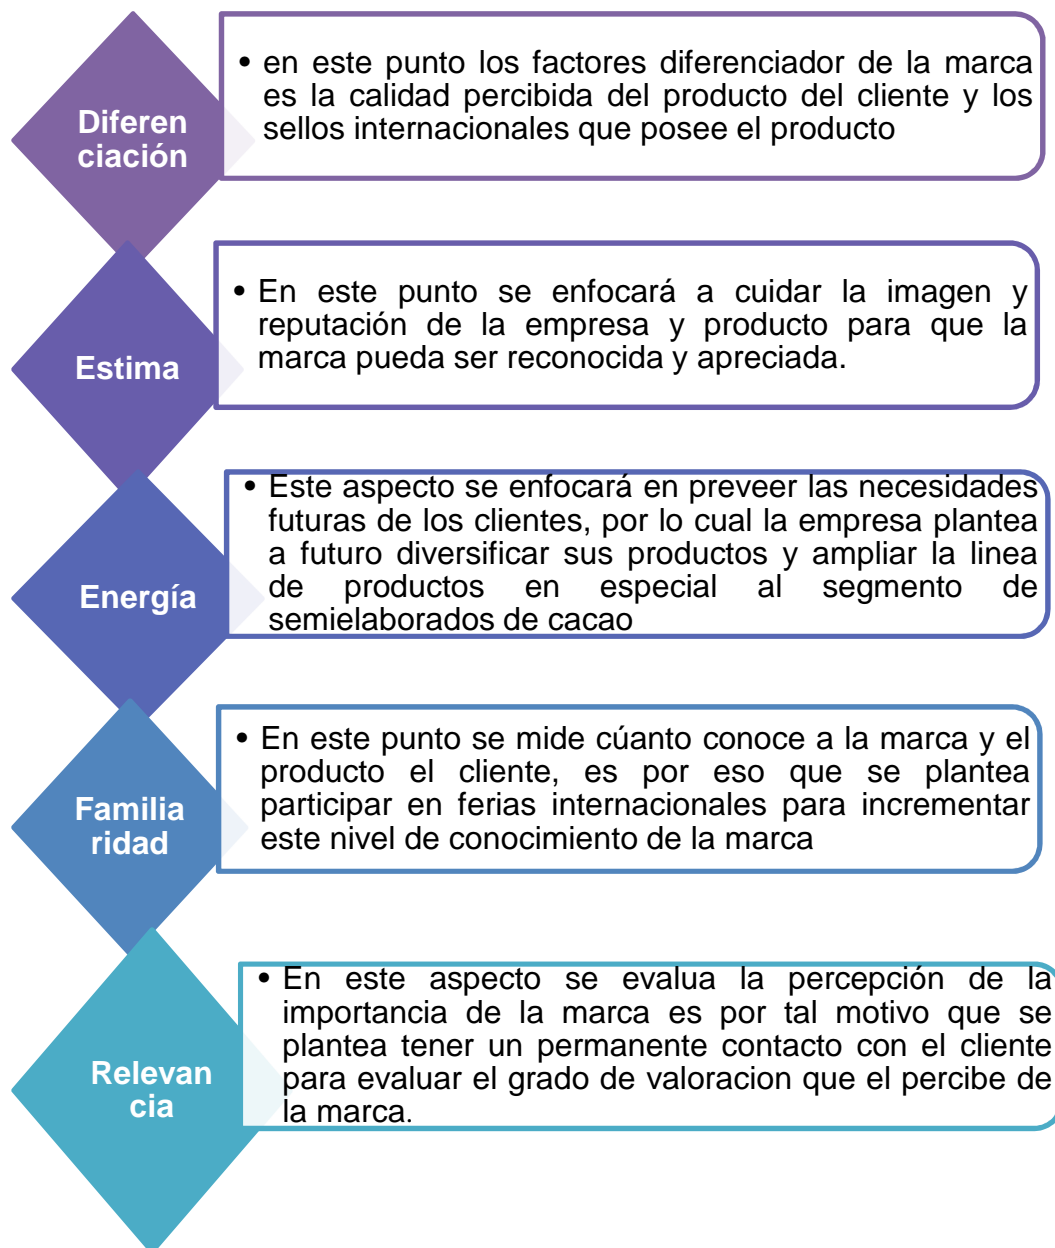 Diferen
ciación
• en este punto los factores diferenciador de la marca
es la calidad percibida del producto del cliente y los
sellos internacionales que posee el producto
Estima
• En este punto se enfocará a cuidar la imagen y
reputación de la empresa y producto para que la
marca pueda ser reconocida y apreciada.
Energía
• Este aspecto se enfocará en preveer las necesidades
futuras de los clientes, por lo cual la empresa plantea
a futuro diversificar sus productos y ampliar la linea
de productos en especial al segmento de
semielaborados de cacao
Familia
ridad
• En este punto se mide cúanto conoce a la marca y el
producto el cliente, es por eso que se plantea
participar en ferias internacionales para incrementar
este nivel de conocimiento de la marca
Relevan
cia
• En este aspecto se evalua la percepción de la
importancia de la marca es por tal motivo que se
plantea tener un permanente contacto con el cliente
para evaluar el grado de valoracion que el percibe de
la marca.